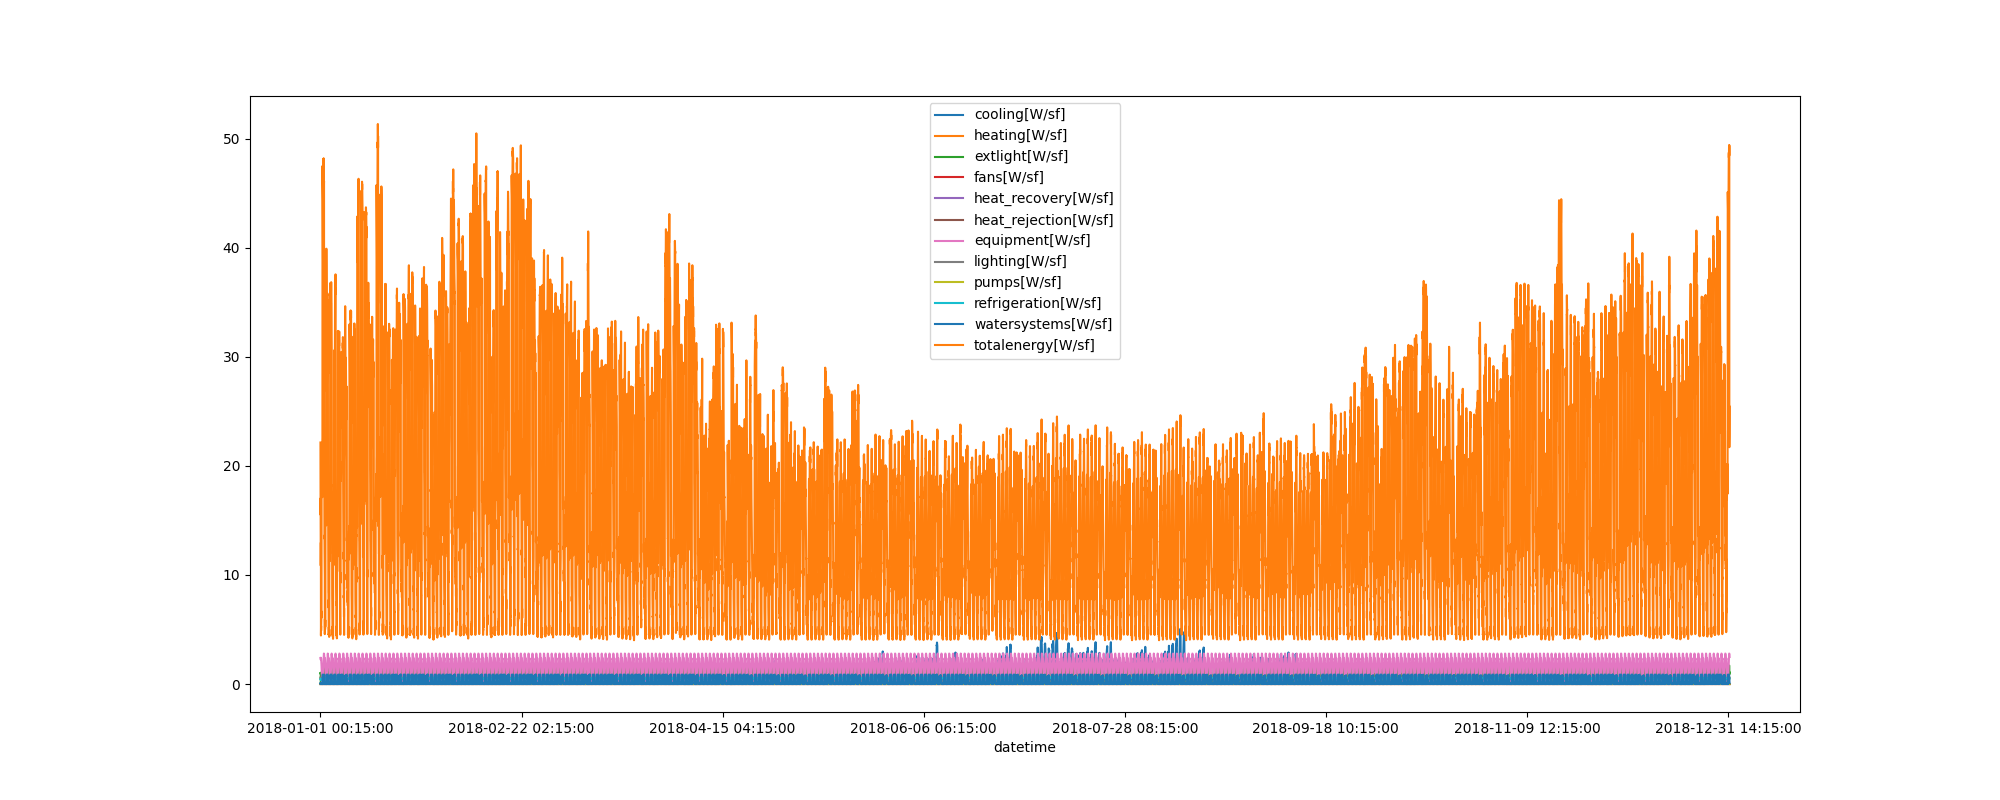 50
40
30
20
10
0
cooling[W/sf]
heating[W/sf]
extlight[W/sf]
fans[W/sf]
heat_recovery[W/sf]
heat_rejection[W/sf]
equipment[W/sf]
lighting[W/sf]
pumps[W/sf]
refrigeration[W/sf]
watersystems[W/sf]
totalenergy[W/sf]
2018-01-01 00:15:00 2018-02-22 02:15:00 2018-04-15 04:15:00 2018-06-06 06:15:00 2018-07-28 08:15:00 2018-09-18 10:15:00 2018-11-09 12:15:00 2018-12-31 14:15:00
datetime